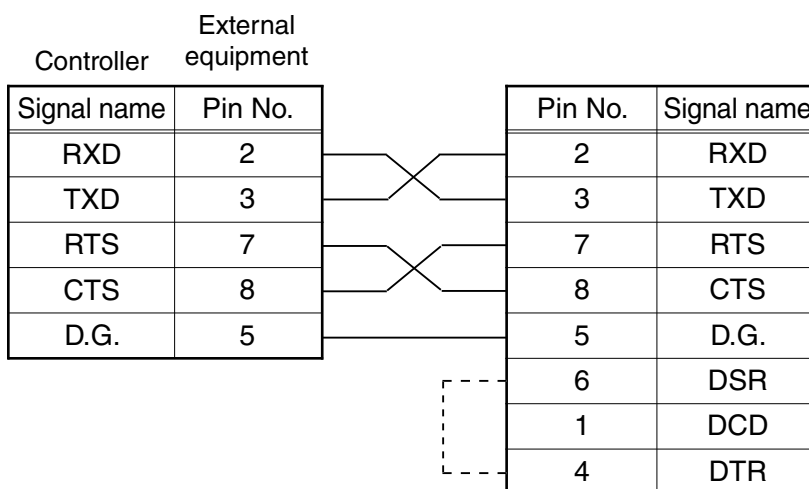 Controller External equipment
Signal name Pin No. Pin No. Signal name
RXD 2 2 RXD
TXD 3 3 TXD
RTS 7 7 RTS
CTS 8 8 CTS
D.G. 5 5 D.G.
6 DSR
1 DCD
4 DTR